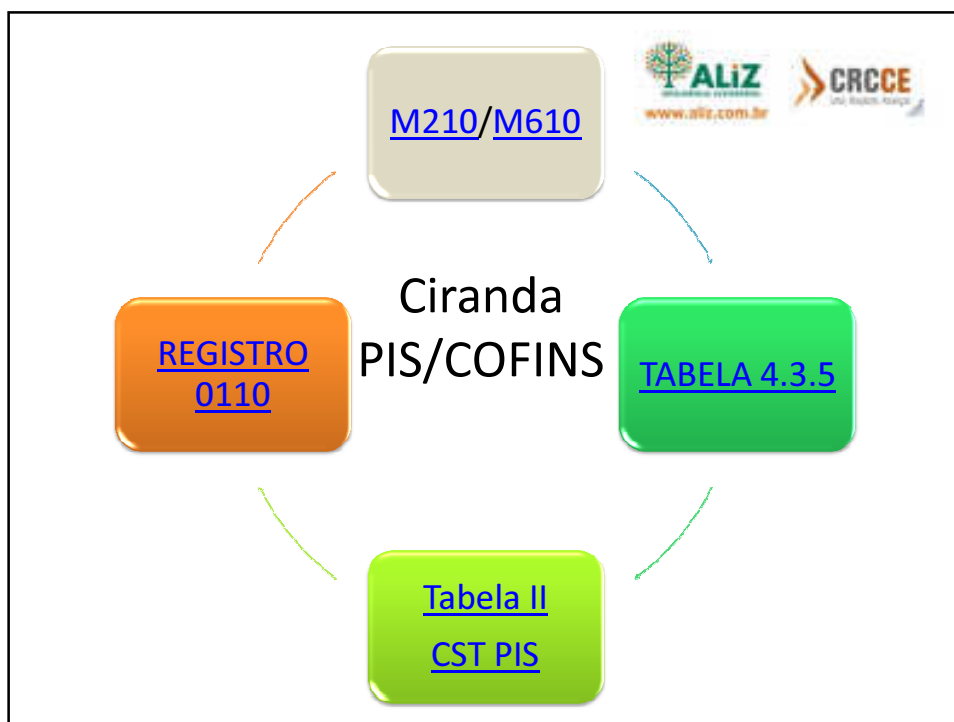 M210/M610
ALiZ
www.aliz.com.br
CRCCE
Ciranda
PIS/COFINS
REGISTRO
0110
TABELA 4.3.5
Tabela II
CST PIS